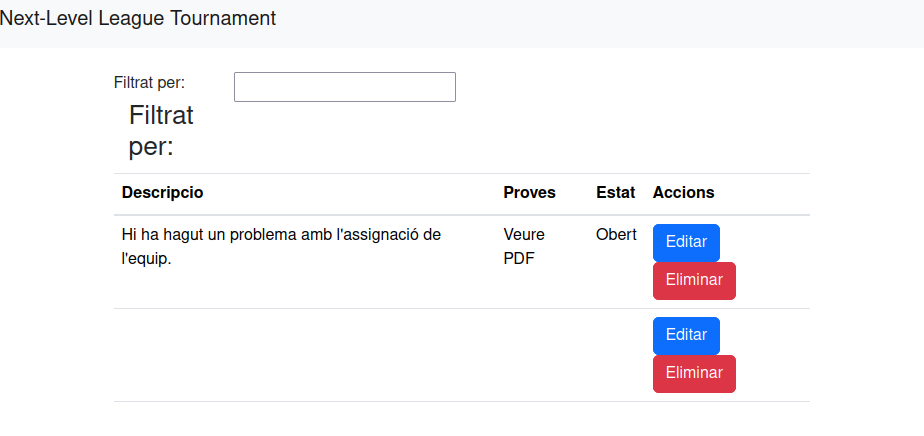 Next-Level League Tournament
Filtrat per:
Filtrat
per:
Descripcio Proves Estat Accions
Hi ha hagut un problema amb l'assignació de Veure Obert Editar
l'equip. PDF
Eliminar
Editar
Eliminar